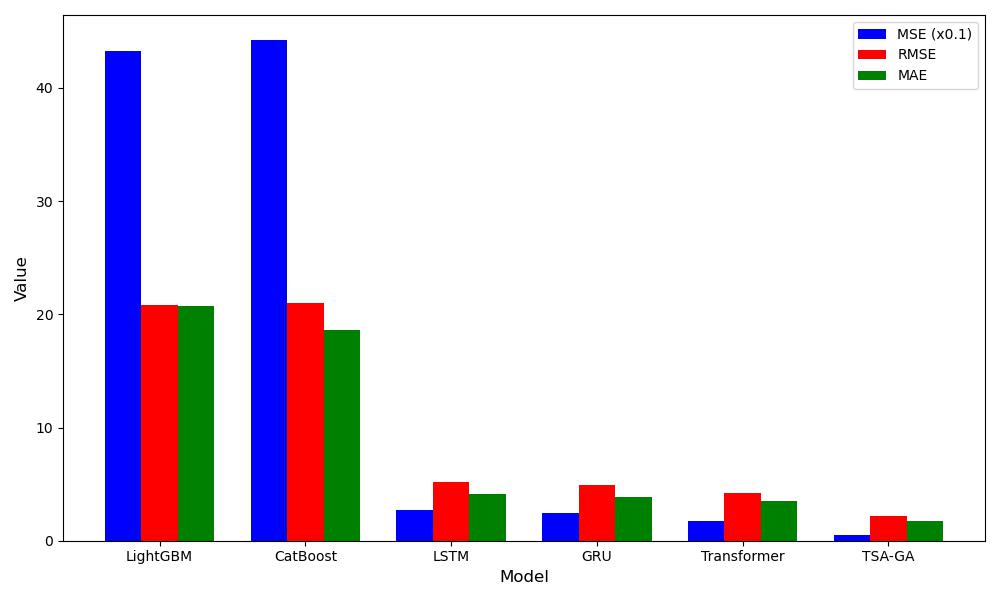 MSE (x0.1)
RMSE
MAE
Value
40
30
20
10
0
LightGBM CatBoost LSTM GRU Transformer TSA-GA
Model